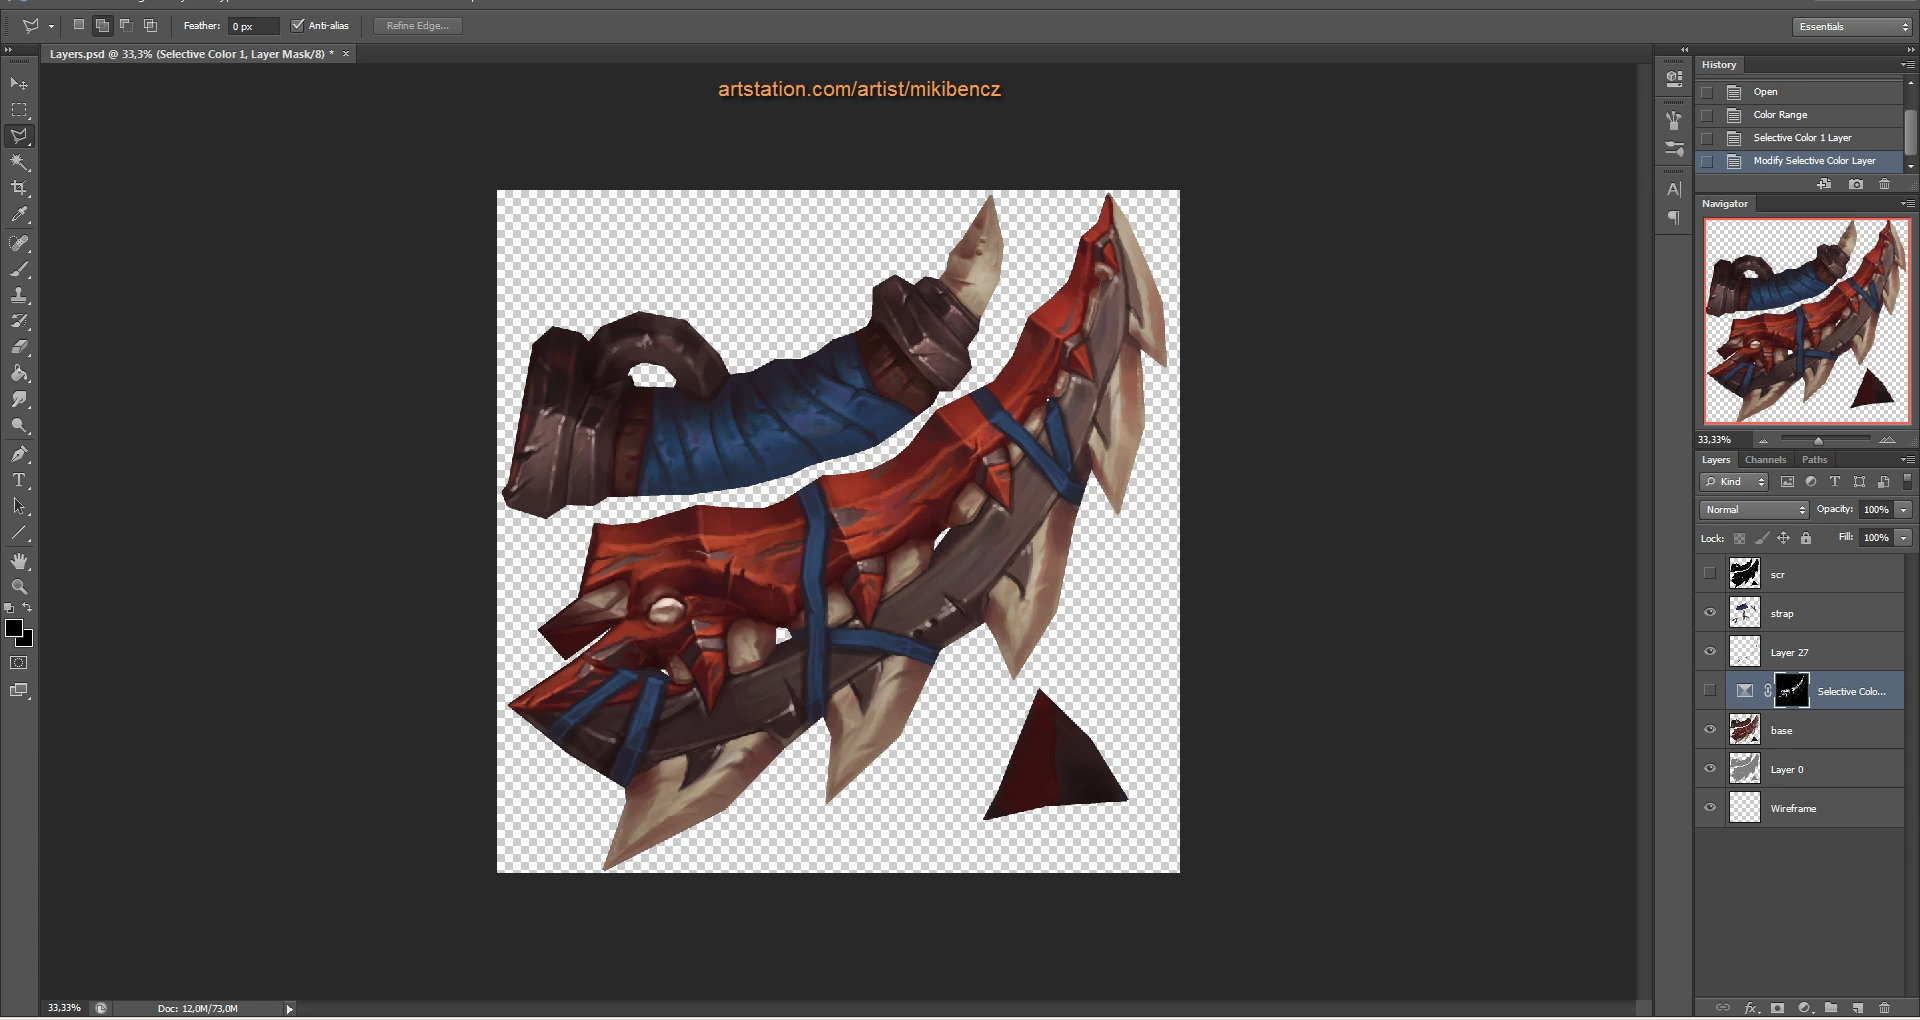 Feather: 0 px Anti-alias Refine Edge... Essentials
Layers.psd @ 33,3% (Selective Color 1, Layer Mask/8) * ×
artstation.com/artist/mikibencz
History
Open
Color Range
Selective Color 1 Layer
Modify Selective Color Layer
Navigator
33,33%
Layers Channels Paths
Kind
Normal Opacity: 100%
Lock: Fill: 100%
scr
strap
Layer 27
Selective Colo...
base
Layer 0
Wireframe
33,33% Doc: 12,0M/73,0M